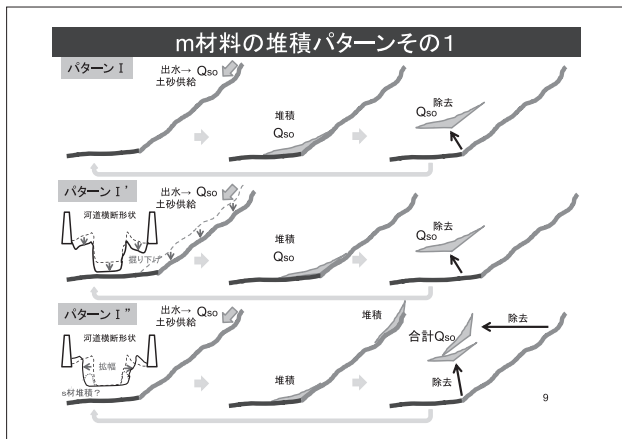 m材料の堆積パターンその1
パターンⅠ
出水→ Qso
土砂供給
堆積
Qso
除去
Qso
パターンⅠ'
河道横断形状
出水→ Qso
土砂供給
掘り下げ
堆積
Qso
除去
Qso
パターンⅠ"
河道横断形状
出水→ Qso
土砂供給
拡幅
s材堆積?
堆積
堆積
合計Qso
除去
除去
9